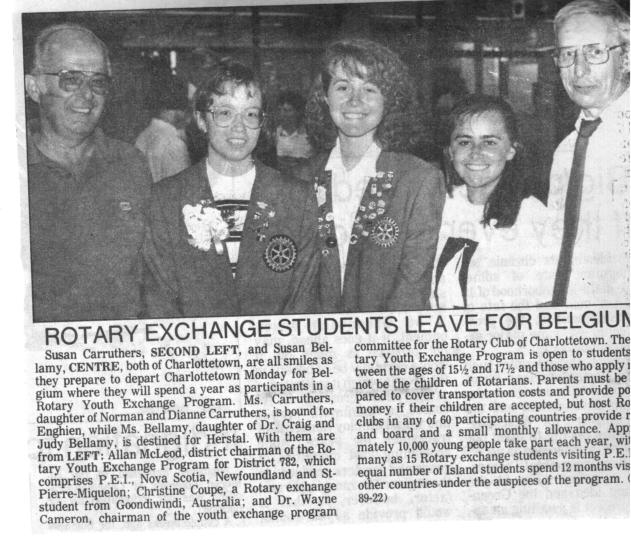 ROTARY EXCHANGE STUDENTS LEAVE FOR BELGIUM
Susan Carruthers, SECOND LEFT, and Susan Bel-
lamy, CENTRE, both of Charlottetown, are all smiles as
they prepare to depart Charlottetown Monday for Bel-
gium where they will spend a year as participants in a
Rotary Youth Exchange Program. Ms. Carruthers,
daughter of Norman and Dianne Carruthers, is bound for
Enghien, while Ms. Bellamy, daughter of Dr. Craig and
Judy Bellamy, is destined for Herstal. With them are
from LEFT: Allan McLeod, district chairman of the Ro-
tary Youth Exchange Program for District 782, which
comprises P.E.I., Nova Scotia, Newfoundland and St-
Pierre-Miquelon; Christine Coupe, a Rotary exchange
student from Goondiwindi, Australia; and Dr. Wayne
Cameron, chairman of the youth exchange program
committee for the Rotary Club of Charlottetown. The
tary Youth Exchange Program is open to students
tween the ages of 15½ and 17½ and those who apply
not be the children of Rotarians. Parents must be
pared to cover transportation costs and provide po
money if their children are accepted, but host Ro
clubs in any of 60 participating countries provide r
and board and a small monthly allowance. App
mately 10,000 young people take part each year, wit
many as 15 Rotary exchange students visiting P.E.I
equal number of Island students spend 12 months vis
other countries under the auspices of the program. (
89-22)